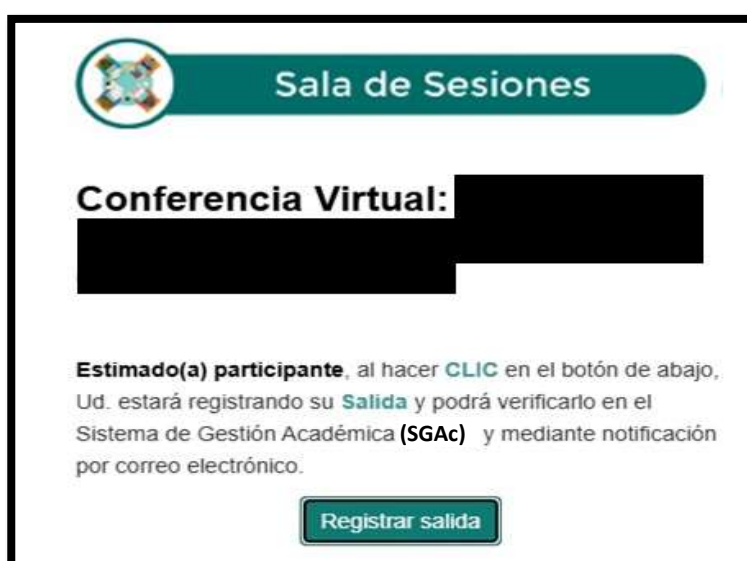 Sala de Sesiones
Conferencia Virtual:
Estimado(a) participante, al hacer CLIC en el botón de abajo,
Ud. estará registrando su Salida y podrá verificarlo en el
Sistema de Gestión Académica (SGAc) y mediante notificación
por correo electrónico.
Registrar salida